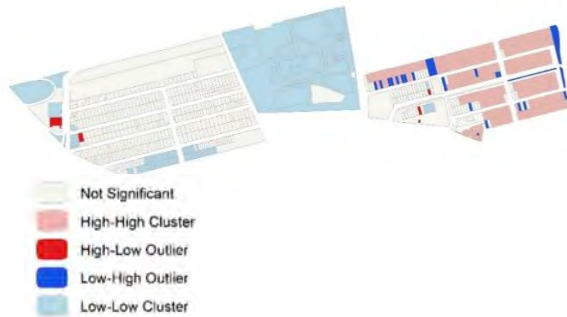 Not Significant
High-High Cluster
High-Low Outlier
Low-High Outlier
Low-Low Cluster